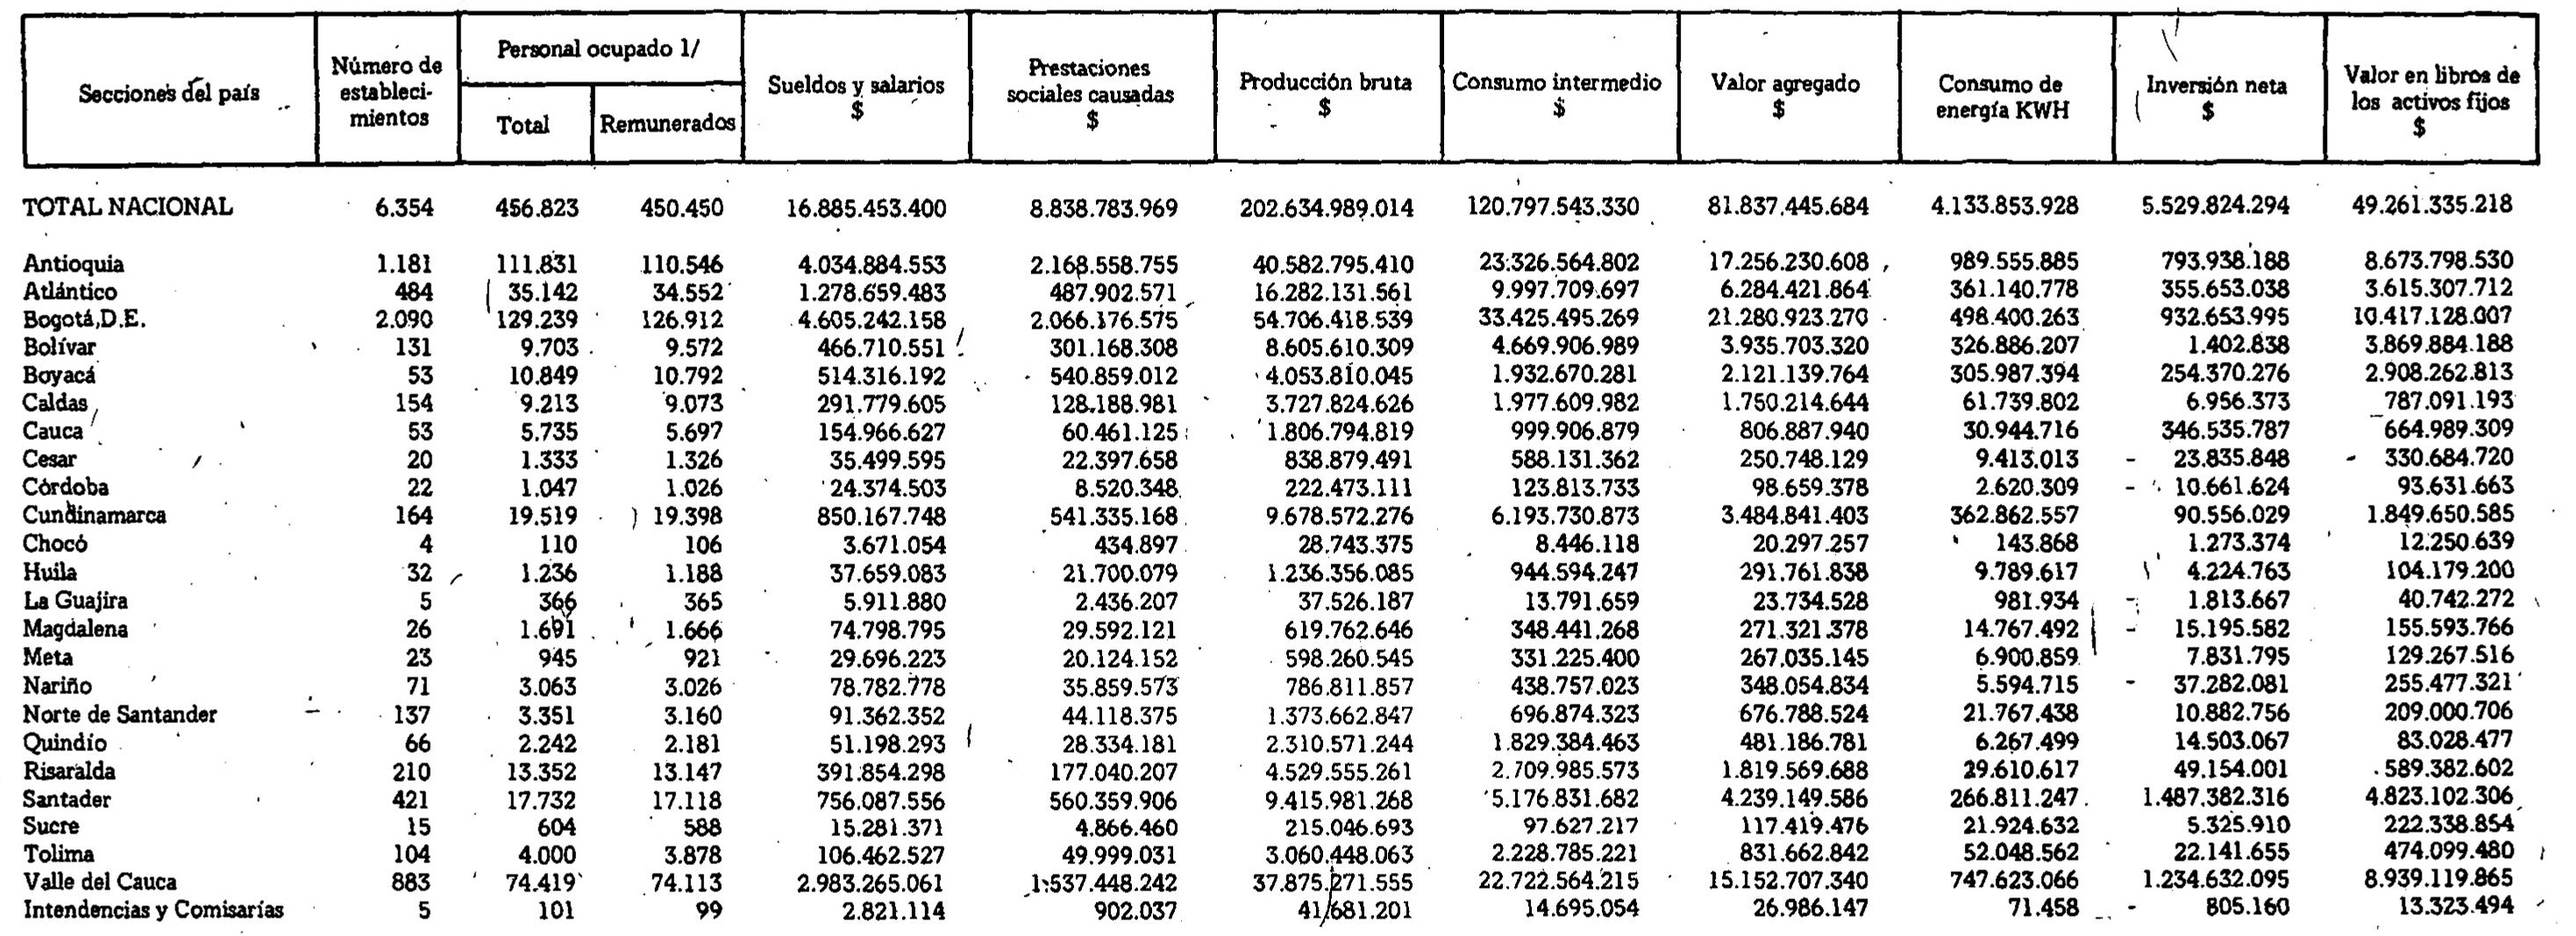 Secciones del país Número de estableci- mientos Personal ocupado 1/ Total Remunerados Sueldos y salarios $ Prestaciones sociales causadas $ Producción bruta $ Consumo intermedio $ Valor agregado $ Consumo de energía KWH Inversión neta $ Valor en libros de los activos fijos $
TOTAL NACIONAL 6.354 456.823 450.450 16.885.453.400 8.838.783.969 202.634.989.014 120.797.543.330 81.837.445.684 4.133.853.928 5.529.824.294 49.261.335.218
Antioquia 1.181 111.831 110.546 4.034.884.553 2.168.558.755 40.582.795.410 23.326.564.802 17.256.230.608 989.555.885 793.938.188 8.673.798.530
Atlántico 484 35.142 34.552 1.278.659.483 487.902.571 16.282.131.561 9.997.709.697 6.284.421.864 361.140.778 355.653.038 3.615.307.712
Bogotá,D.E. 2.090 129.239 126.912 4.605.242.158 2.066.176.575 54.706.418.539 33.425.495.269 21.280.923.270 498.400.263 932.653.995 10.417.128.007
Bolívar 131 9.703 9.572 466.710.551 301.168.308 8.605.610.309 4.669.906.989 3.935.703.320 326.886.207 1.402.838 3.869.884.188
Boyacá 53 10.849 10.792 514.316.192 540.859.012 4.053.810.045 1.932.670.281 2.121.139.764 305.987.394 254.370.276 2.908.262.813
Caldas 154 9.213 9.073 291.779.605 128.188.981 3.727.824.626 1.977.609.982 1.750.214.644 61.739.802 6.956.373 787.091.193
Cauca 53 5.735 5.697 154.966.627 60.461.125 1.806.794.819 999.906.879 806.887.940 30.944.716 346.535.787 664.989.309
Cesar 20 1.333 1.326 35.499.595 22.397.658 838.879.491 588.131.362 250.748.129 9.413.013 - 23.835.848 330.684.720
Córdoba 22 1.047 1.026 24.374.503 8.520.348 222.473.111 123.813.733 98.659.378 2.620.309 - 10.661.624 93.631.663
Cundinamarca 164 19.519 19.398 850.167.748 541.335.168 9.678.572.276 6.193.730.873 3.484.841.403 362.862.557 90.556.029 1.849.650.585
Chocó 4 110 106 3.671.054 434.897 28.743.375 8.446.118 20.297.257 143.868 1.273.374 12.250.639
Huila 32 1.236 1.188 37.659.083 21.700.079 1.236.356.085 944.594.247 291.761.838 9.789.617 4.224.763 104.179.200
La Guajira 5 366 365 5.911.880 2.436.207 37.526.187 13.791.659 23.734.528 981.934 - 1.813.667 40.742.272
Magdalena 26 1.691 1.666 74.798.795 29.592.121 619.762.646 348.441.268 271.321.378 14.767.492 - 15.195.582 155.593.766
Meta 23 945 921 29.696.223 20.124.152 598.260.545 331.225.400 267.035.145 6.900.859 7.831.795 129.267.516
Nariño 71 3.063 3.026 78.782.778 35.859.573 786.811.857 438.757.023 348.054.834 5.594.715 - 37.282.081 255.477.321
Norte de Santander 137 3.351 3.160 91.362.352 44.118.375 1.373.662.847 696.874.323 676.788.524 21.767.438 10.882.756 209.000.706
Quindío 66 2.242 2.181 51.198.293 28.334.181 2.310.571.244 1.829.384.463 481.186.781 6.267.499 14.503.067 83.028.477
Risaralda 210 13.352 13.147 391.854.298 177.040.207 4.529.555.261 2.709.985.573 1.819.569.688 29.610.617 49.154.001 589.382.602
Santader 421 17.732 17.118 756.087.556 560.359.906 9.415.981.268 5.176.831.682 4.239.149.586 266.811.247 1.487.382.316 4.823.102.306
Sucre 15 604 588 15.281.371 4.866.460 215.046.693 97.627.217 117.419.476 21.924.632 5.325.910 222.338.854
Tolima 104 4.000 3.878 106.462.527 49.999.031 3.060.448.063 2.228.785.221 831.662.842 52.048.562 22.141.655 474.099.480
Valle del Cauca 883 74.419 74.113 2.983.265.061 1.537.448.242 37.875.271.555 22.722.564.215 15.152.707.340 747.623.066 1.234.632.095 8.939.119.865
Intendencias y Comisarías 5 101 99 2.821.114 902.037 41.681.201 14.695.054 26.986.147 71.458 - 805.160 13.323.494